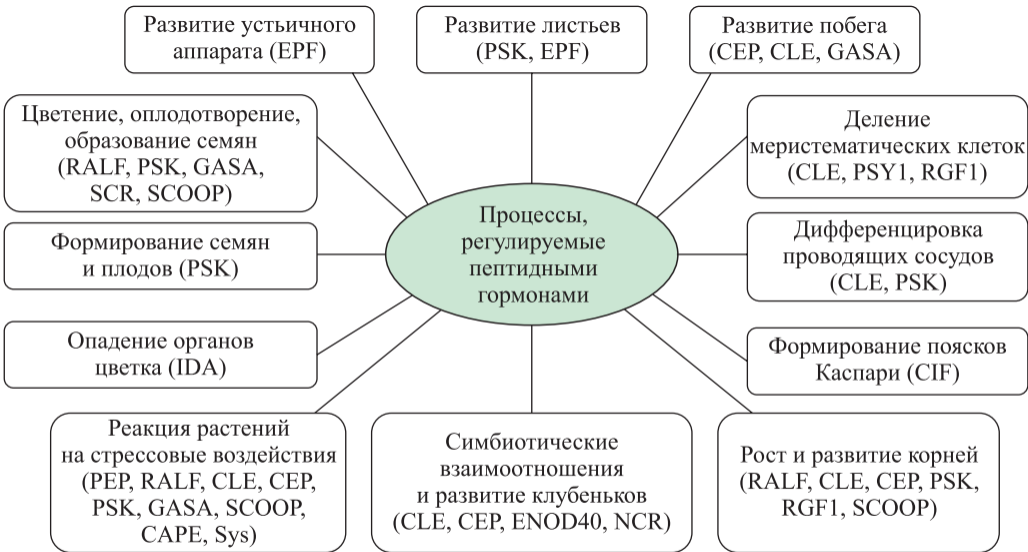 Развитие устьичного
аппарата (EPF)
Развитие листьев
(PSK, EPF)
Развитие побега
(CEP, CLE, GASA)
Цветение, оплодотворение,
образование семян
(RALF, PSK, GASA,
SCR, SCOOP)
Деление
меристематических клеток
(CLE, PSY1, RGF1)
Процессы,
регулируемые
пептидными
гормонами
Формирование семян
и плодов (PSK)
Дифференцировка
проводящих сосудов
(CLE, PSK)
Опадение органов
цветка (IDA)
Формирование поясков
Каспари (CIF)
Реакция растений
на стрессовые воздействия
(PEP, RALF, CLE, CEP,
PSK, GASA, SCOOP,
CAPE, Sys)
Симбиотические
взаимоотношения
и развитие клубеньков
(CLE, CEP, ENOD40, NCR)
Рост и развитие корней
(RALF, CLE, CEP, PSK,
RGF1, SCOOP)